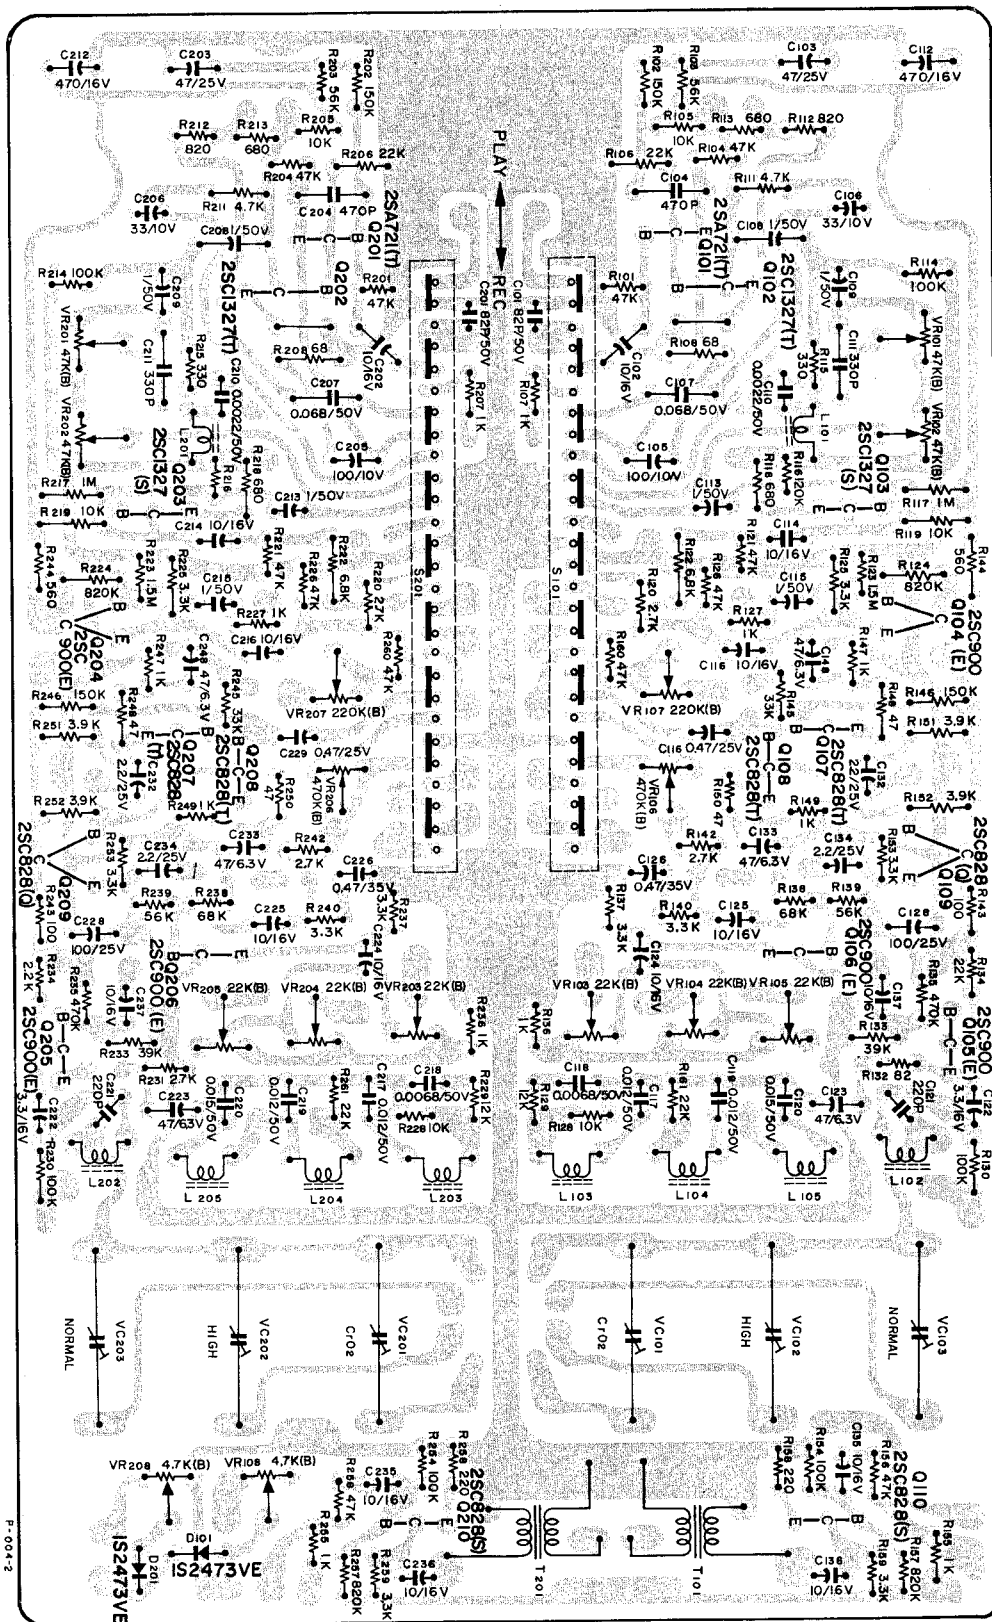 C212
470/16V
C203
47/25V
R203 56K
R202 150K
R102 150K
R103 56K
C103
47/25V
C112
470/16V
R212
820
R213
680
R205
10K
R105
10K
R113 680
R112 820
PLAY
REC
R204 47K
R206 22K
R106 22K
R104 47K
R211 4.7K
C204 470P
C104
470P
R111 4.7K
C206
33/10V
C208 1/50V
2SA721(T)
Q201
E C B
2SA721(T)
Q101
B C E
C108 1/50V
C106
33/10V
R214 100K
C209
1/50V
2SC1327(T)
Q202
E C B
R201
47K
C201 82P/50V
C101 82P/50V
R101
47K
Q102
2SC1327(T)
B C E
C109
1/50V
R114
100K
VR201 47K(B)
C211 330P
R215 330
C210 0.0022/50V
R208 68
C202
10/16V
C102
10/16V
R108 68
C110
0.0022/50V
R115
330
C111 330P
VR101 47K(B)
C207
0.068/50V
R207 1K
R107 1K
C107
0.068/50V
VR202 47K(B)
L201
L101
VR102 47K(B)
2SC1327
(S)
Q203
R216
R218 680
C205
100/10V
C105
100/10V
R118 680
R116 120K
Q103
2SC1327
(S)
R217 1M
R219 10K
B C E
C213 1/50V
C113
1/50V
E C B
R117 1M
R119 10K
C214 10/16V
C114
10/16V
R244 560
R224
820K
R223 1.5M
R225 3.3K
R221 47K
R226 47K
R222 6.8K
R220 2.7K
S201
S101
R120 2.7K
R122 6.8K
R126 47K
R121 47K
R125 3.3K
R123 1.5M
R124
820K
R144
560
C215
1/50V
C115
1/50V
B
C
E
Q204
2SC
900(E)
R227 1K
C216 10/16V
R127
1K
C116 10/16V
B
C
E
2SC900
Q104 (E)
R247 1K
C248 47/6.3V
R245 33K
R260 47K
R160 47K
R145
33K
C148
47/6.3V
R147 1K
R246 150K
R251 3.9K
R248 47
VR207 220K(B)
VR107 220K(B)
R148 47
R146 150K
R151 3.9K
C229 0.47/25V
C116 0.47/25V
E C B
Q207
2SC828
(T)
B C E
Q208
2SC828(T)
B C E
Q108
2SC828(T)
B C E
Q107
2SC828(T)
C232
2.2/25V
C132
2.2/25V
R252 3.9K
R249 1K
R250
47
VR206
470K(B)
VR106
470K(B)
R150 47
R149
1K
R152 3.9K
B
C
E
Q209
2SC828(Q)
R253
3.3K
C234
2.2/25V
C233
47/6.3V
R242
2.7K
R142
2.7K
C133
47/6.3V
C134
2.2/25V
R153 3.3K
B
C
E
2SC828
(Q)
Q109
R243 100
R143
100
C226
0.47/35V
C126
0.47/35V
R239
56K
R238
68K
R237
3.3K
R137
3.3K
R138
68K
R139
56K
C228
100/25V
C225
10/16V
R240
3.3K
C224 10/16V
C124 10/16V
R140
3.3K
C125
10/16V
C128
100/25V
R234
2.2K
R235 470K
C237
10/16V
B C E
Q206
2SC900(E)
E C B
Q106(E)
2SC900
C137
10/16V
R135 470K
R134
22K
VR205 22K(B)
VR204 22K(B)
VR203 22K(B)
VR103 22K(B)
VR104 22K(B)
VR105 22K(B)
R236 1K
R136
1K
Q205
2SC900(E)
B C E
R233 39K
R133
39K
B C E
2SC900
Q105(E)
R231 2.7K
R132 82
C222
3.3/16V
C221
220P
C223
47/6.3V
C220
0.015/50V
C219
0.012/50V
R261 22K
C217 0.012/50V
C218
0.0068/50V
R228 10K
R229 12K
R129
12K
C118
0.0068/50V
R128 10K
C117
0.012/50V
R161 22K
C119 0.012/50V
C120
0.015/50V
C123
47/6.3V
C121
220P
C122
3.3/16V
R230 100K
R130
100K
L202
L205
L204
L203
L103
L104
L105
L102
VC203
NORMAL
VC202
HIGH
VC201
CrO2
VC101
CrO2
VC102
HIGH
VC103
NORMAL
VR208 4.7K(B)
VR108 4.7K(B)
R256 47K
C235
10/16V
R254 100K
R258 220
2SC828(S)
Q210
B C E
R158 220
R154 100K
C135 10/16V
R156 47K
Q110
2SC828(S)
E C B
D201
1S2473VE
D101
1S2473VE
R255 1K
R257 820K
R259 3.3K
C236
10/16V
T201
T101
C136
10/16V
R159 3.3K
R157 820K
R155 1K
P-004-2